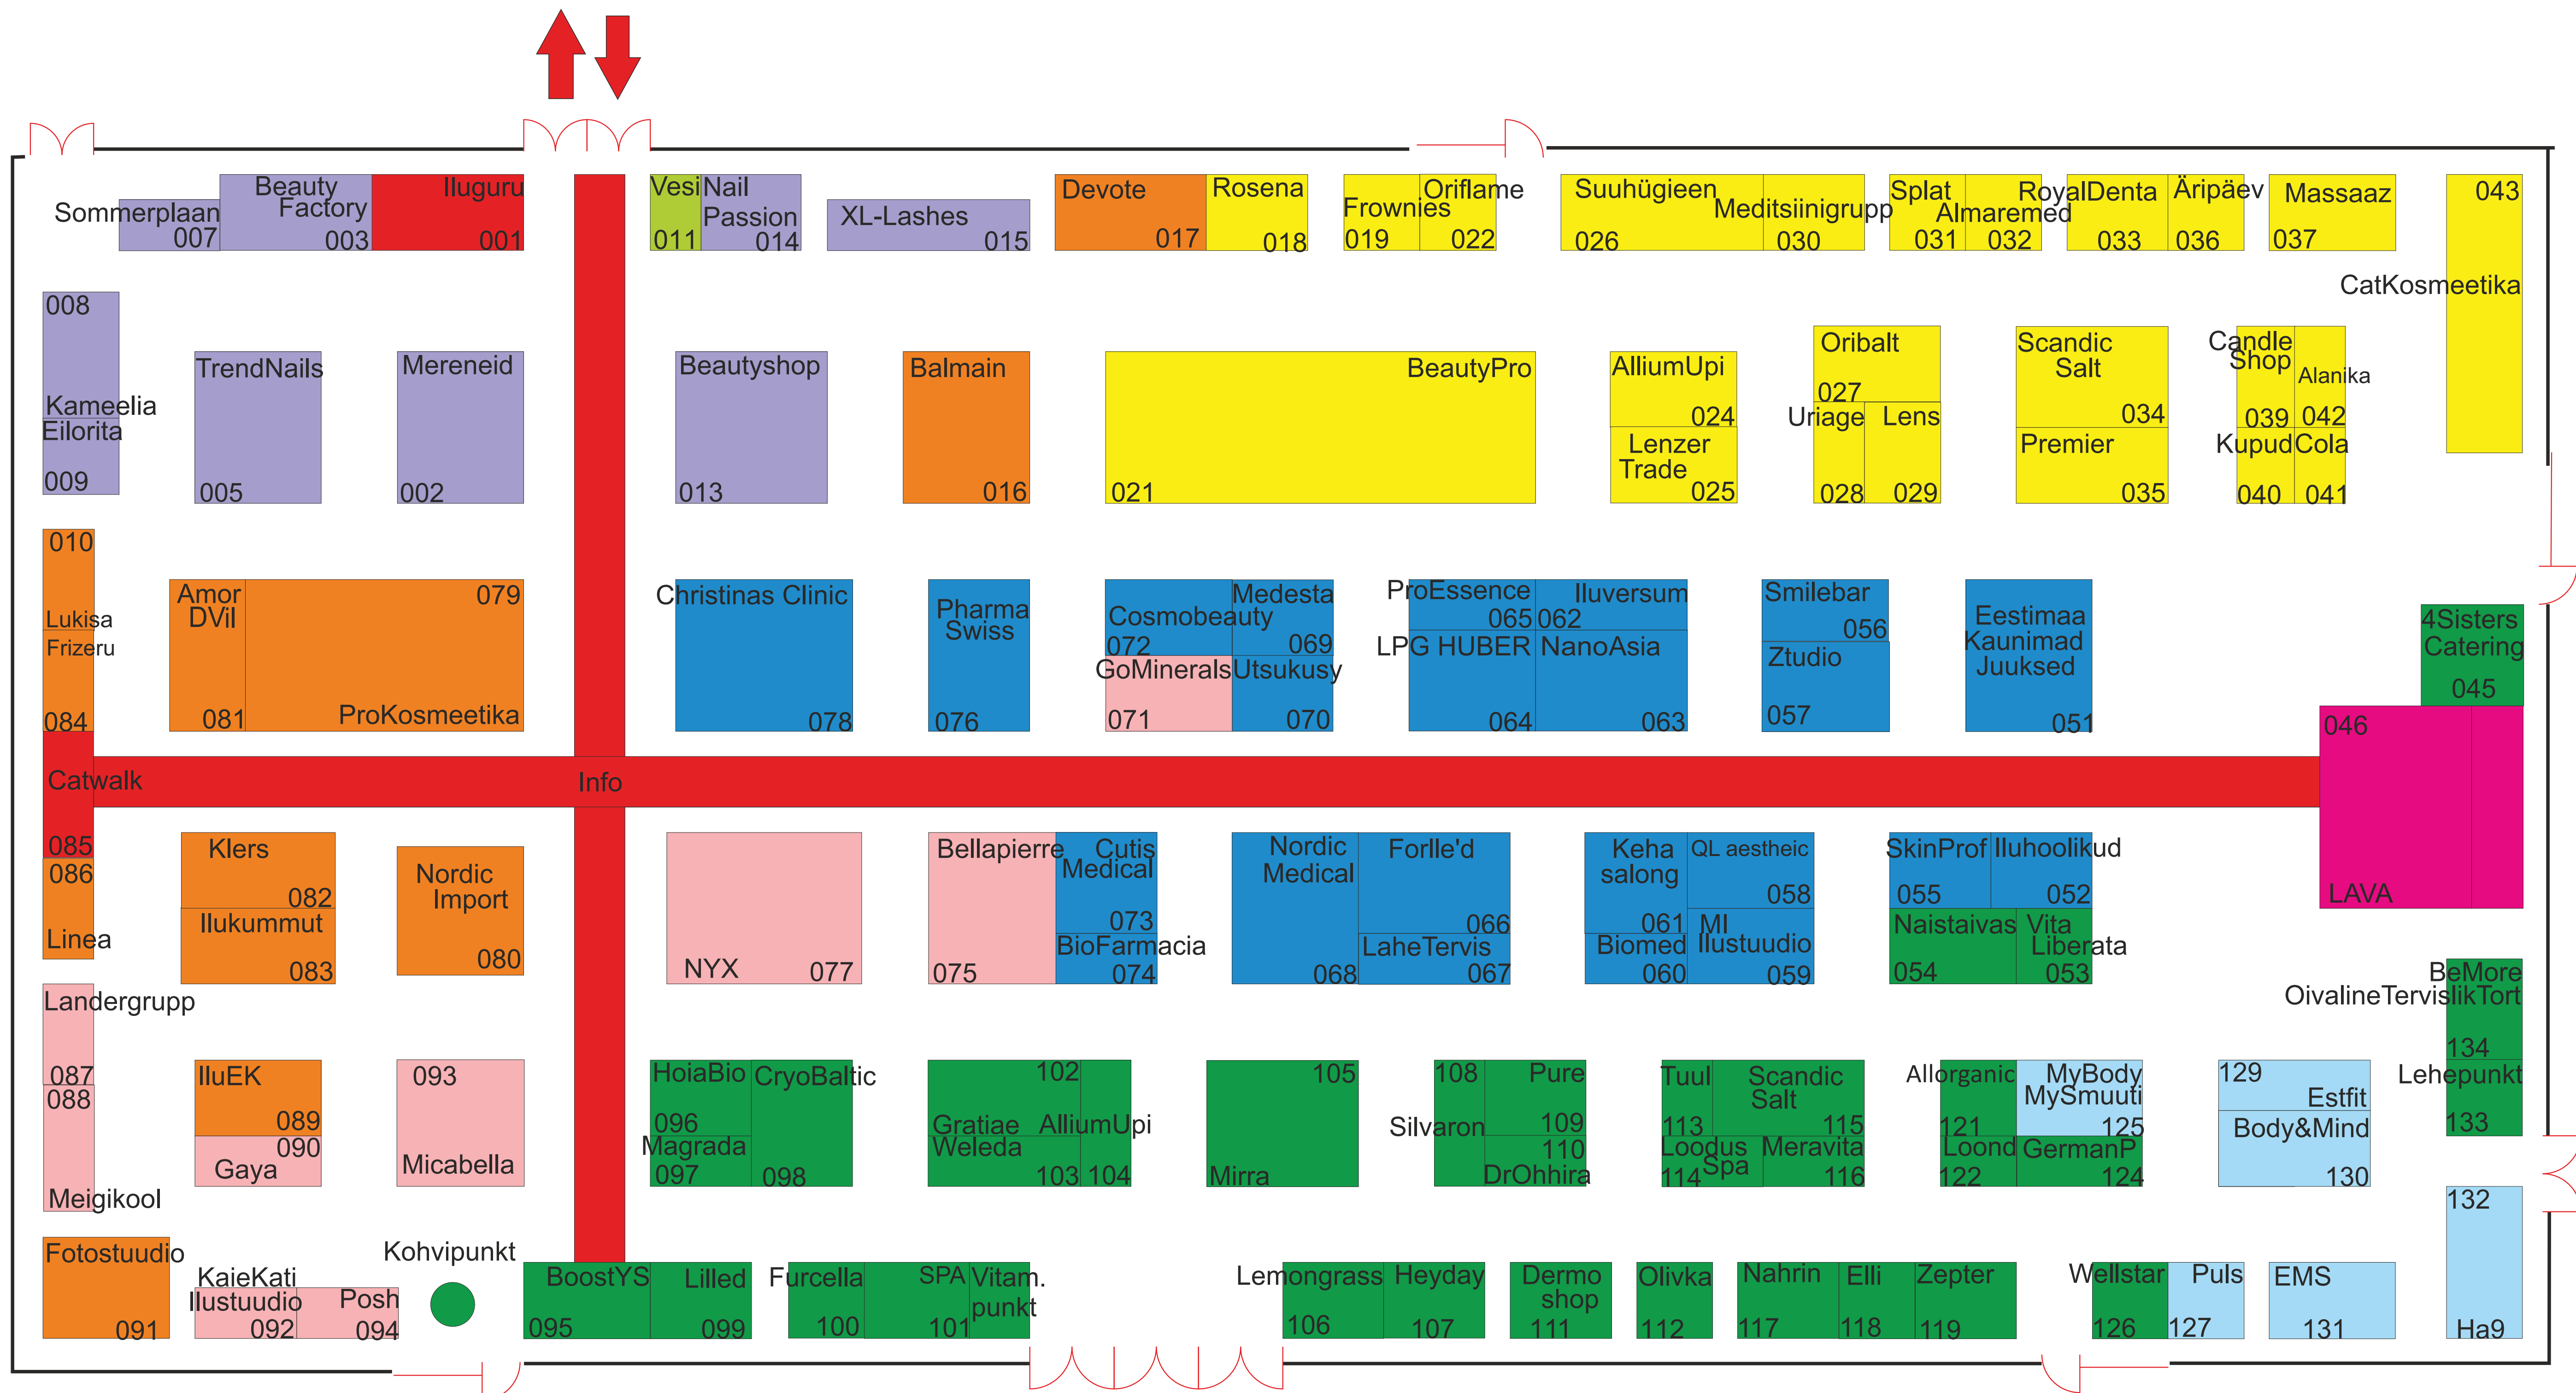 Sommerplaan
007
Beauty
Factory
003
Iluguru
001
Vesi
011
Nail
Passion
014
XL-Lashes
015
Devote
017
Rosena
018
Frownies
019
Oriflame
022
Suuhügieen
026
Meditsiinigrupp
030
Splat
031
Almaremed
032
RoyalDenta
033
Äripäev
036
Massaaz
037
043
CatKosmeetika
008
Kameelia
Eilorita
009
TrendNails
005
Mereneid
002
Beautyshop
013
Balmain
016
BeautyPro
021
AlliumUpi
024
Lenzer
Trade
025
Oribalt
027
Uriage
028
Lens
029
Scandic
Salt
034
Premier
035
Candle
Shop
039
Alanika
042
Kupud
040
Cola
041
010
Lukisa
Frizeru
084
Amor
DVil
081
079
ProKosmeetika
Christinas Clinic
078
Pharma
Swiss
076
Cosmobeauty
072
Medesta
069
GoMinerals
071
Utsukusy
070
ProEssence
065
Iluversum
062
LPG HUBER
064
NanoAsia
063
Smilebar
056
Ztudio
057
Eestimaa
Kaunimad
Juuksed
051
4Sisters
Catering
045
046
LAVA
Catwalk
085
Info
086
Linea
Klers
082
Ilukummut
083
Nordic
Import
080
NYX
077
Bellapierre
075
Cutis
Medical
073
BioFarmacia
074
Nordic
Medical
068
Forlle'd
066
LaheTervis
067
Keha
salong
061
Biomed
060
QL aestheic
058
MI
Ilustuudio
059
SkinProf
055
Iluhoolikud
052
Naistaivas
054
Vita
Liberata
053
BeMore
OivalineTervislikTort
134
Lehepunkt
133
Landergrupp
087
088
Meigikool
IluEK
089
090
Gaya
093
Micabella
HoiaBio
096
Magrada
097
CryoBaltic
098
102
Gratiae
Weleda
103
AlliumUpi
104
105
Mirra
108
Silvaron
Pure
109
110
DrOhhira
Tuul
113
Scandic
Salt
115
Loodus
Spa
114
Meravita
116
Allorganic
121
MyBody
MySmuuti
125
Loond
122
GermanP
124
129
Estfit
Body&Mind
130
132
Ha9
Fotostuudio
091
KaieKati
Ilustuudio
092
Posh
094
Kohvipunkt
BoostYS
095
Lilled
099
Furcella
100
SPA
101
Vitam.
punkt
Lemongrass
106
Heyday
107
Dermo
shop
111
Olivka
112
Nahrin
117
Elli
118
Zepter
119
Wellstar
126
Puls
127
EMS
131